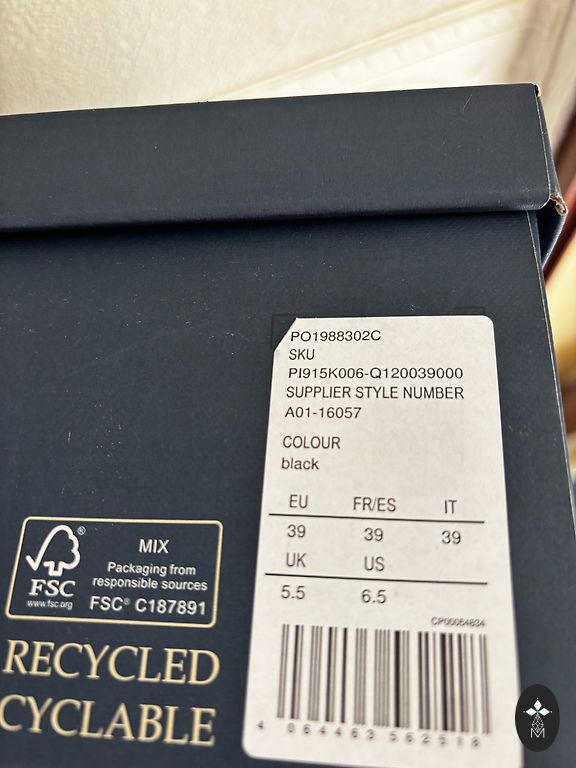 PO1988302C
SKU
PI915K006-Q120039000
SUPPLIER STYLE NUMBER
A01-16057
COLOUR
black
EU FR/ES IT
39 39 39
UK US
5.5 6.5
CP00054634
4 064463 562518
FSC®
www.fsc.org
MIX
Packaging from
responsible sources
FSC® C187891
RECYCLED
CYCLABLE
M